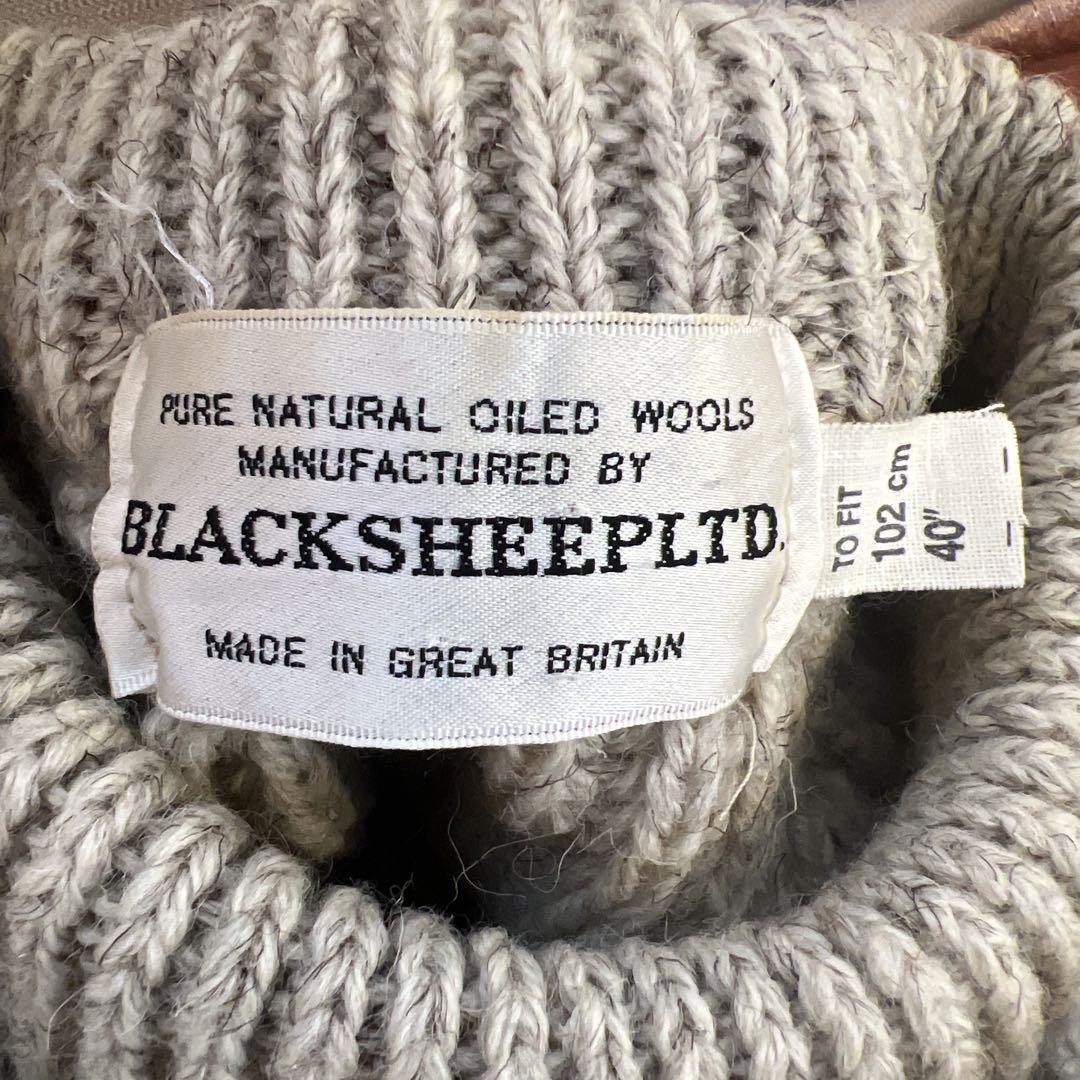 PURE NATURAL OILED WOOLS
MANUFACTURED BY
BLACKSHEEPLTD.
MADE IN GREAT BRITAIN
TO FIT
102 cm
40"